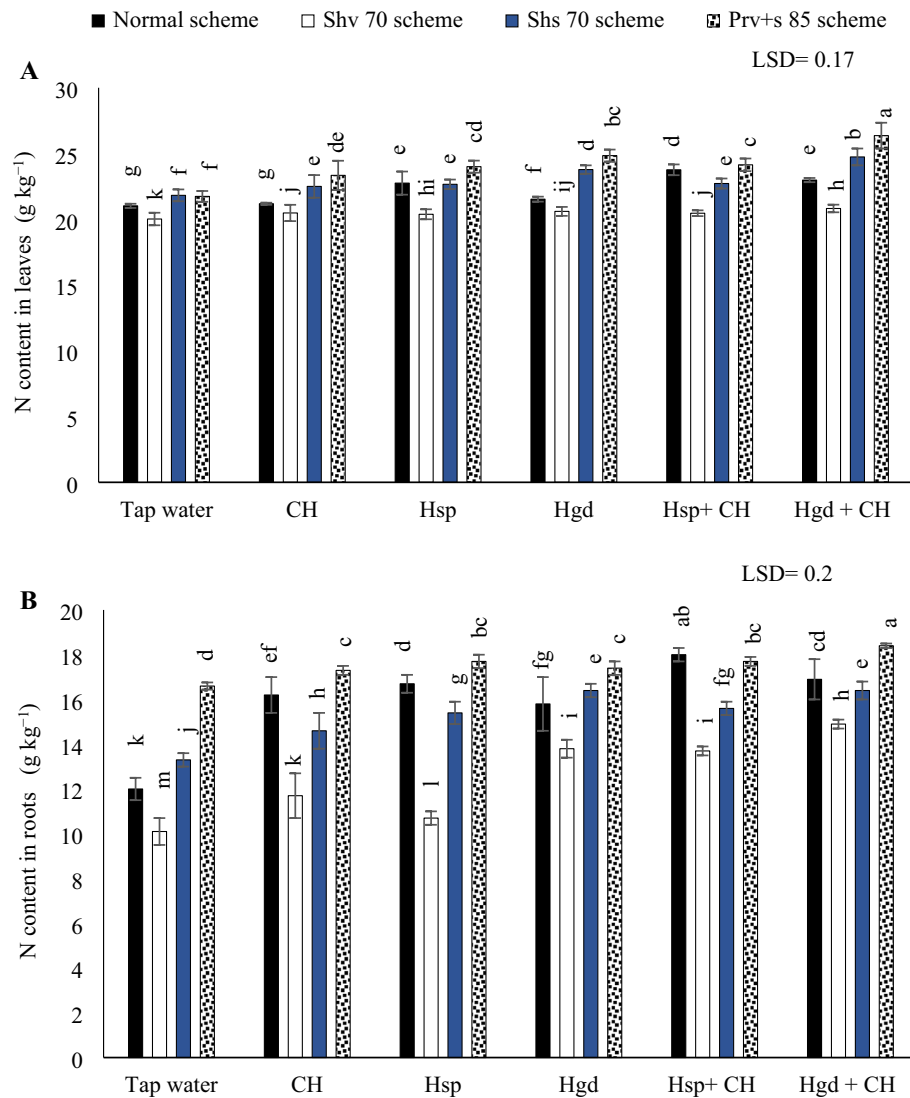 Normal scheme Shv 70 scheme Shs 70 scheme Prv+s 85 scheme
A
LSD= 0.17
N content in leaves (g kg⁻¹)
30
25
20
15
10
5
0
g k f f g j e de e hi e cd f ij d bc d j e c e h b a
Tap water CH Hsp Hgd Hsp+ CH Hgd + CH
B
LSD= 0.2
N content in roots (g kg⁻¹)
20
18
16
14
12
10
8
6
4
2
0
k m j d ef k h c d l g bc fg i e c ab i fg bc cd h e a
Tap water CH Hsp Hgd Hsp+ CH Hgd + CH